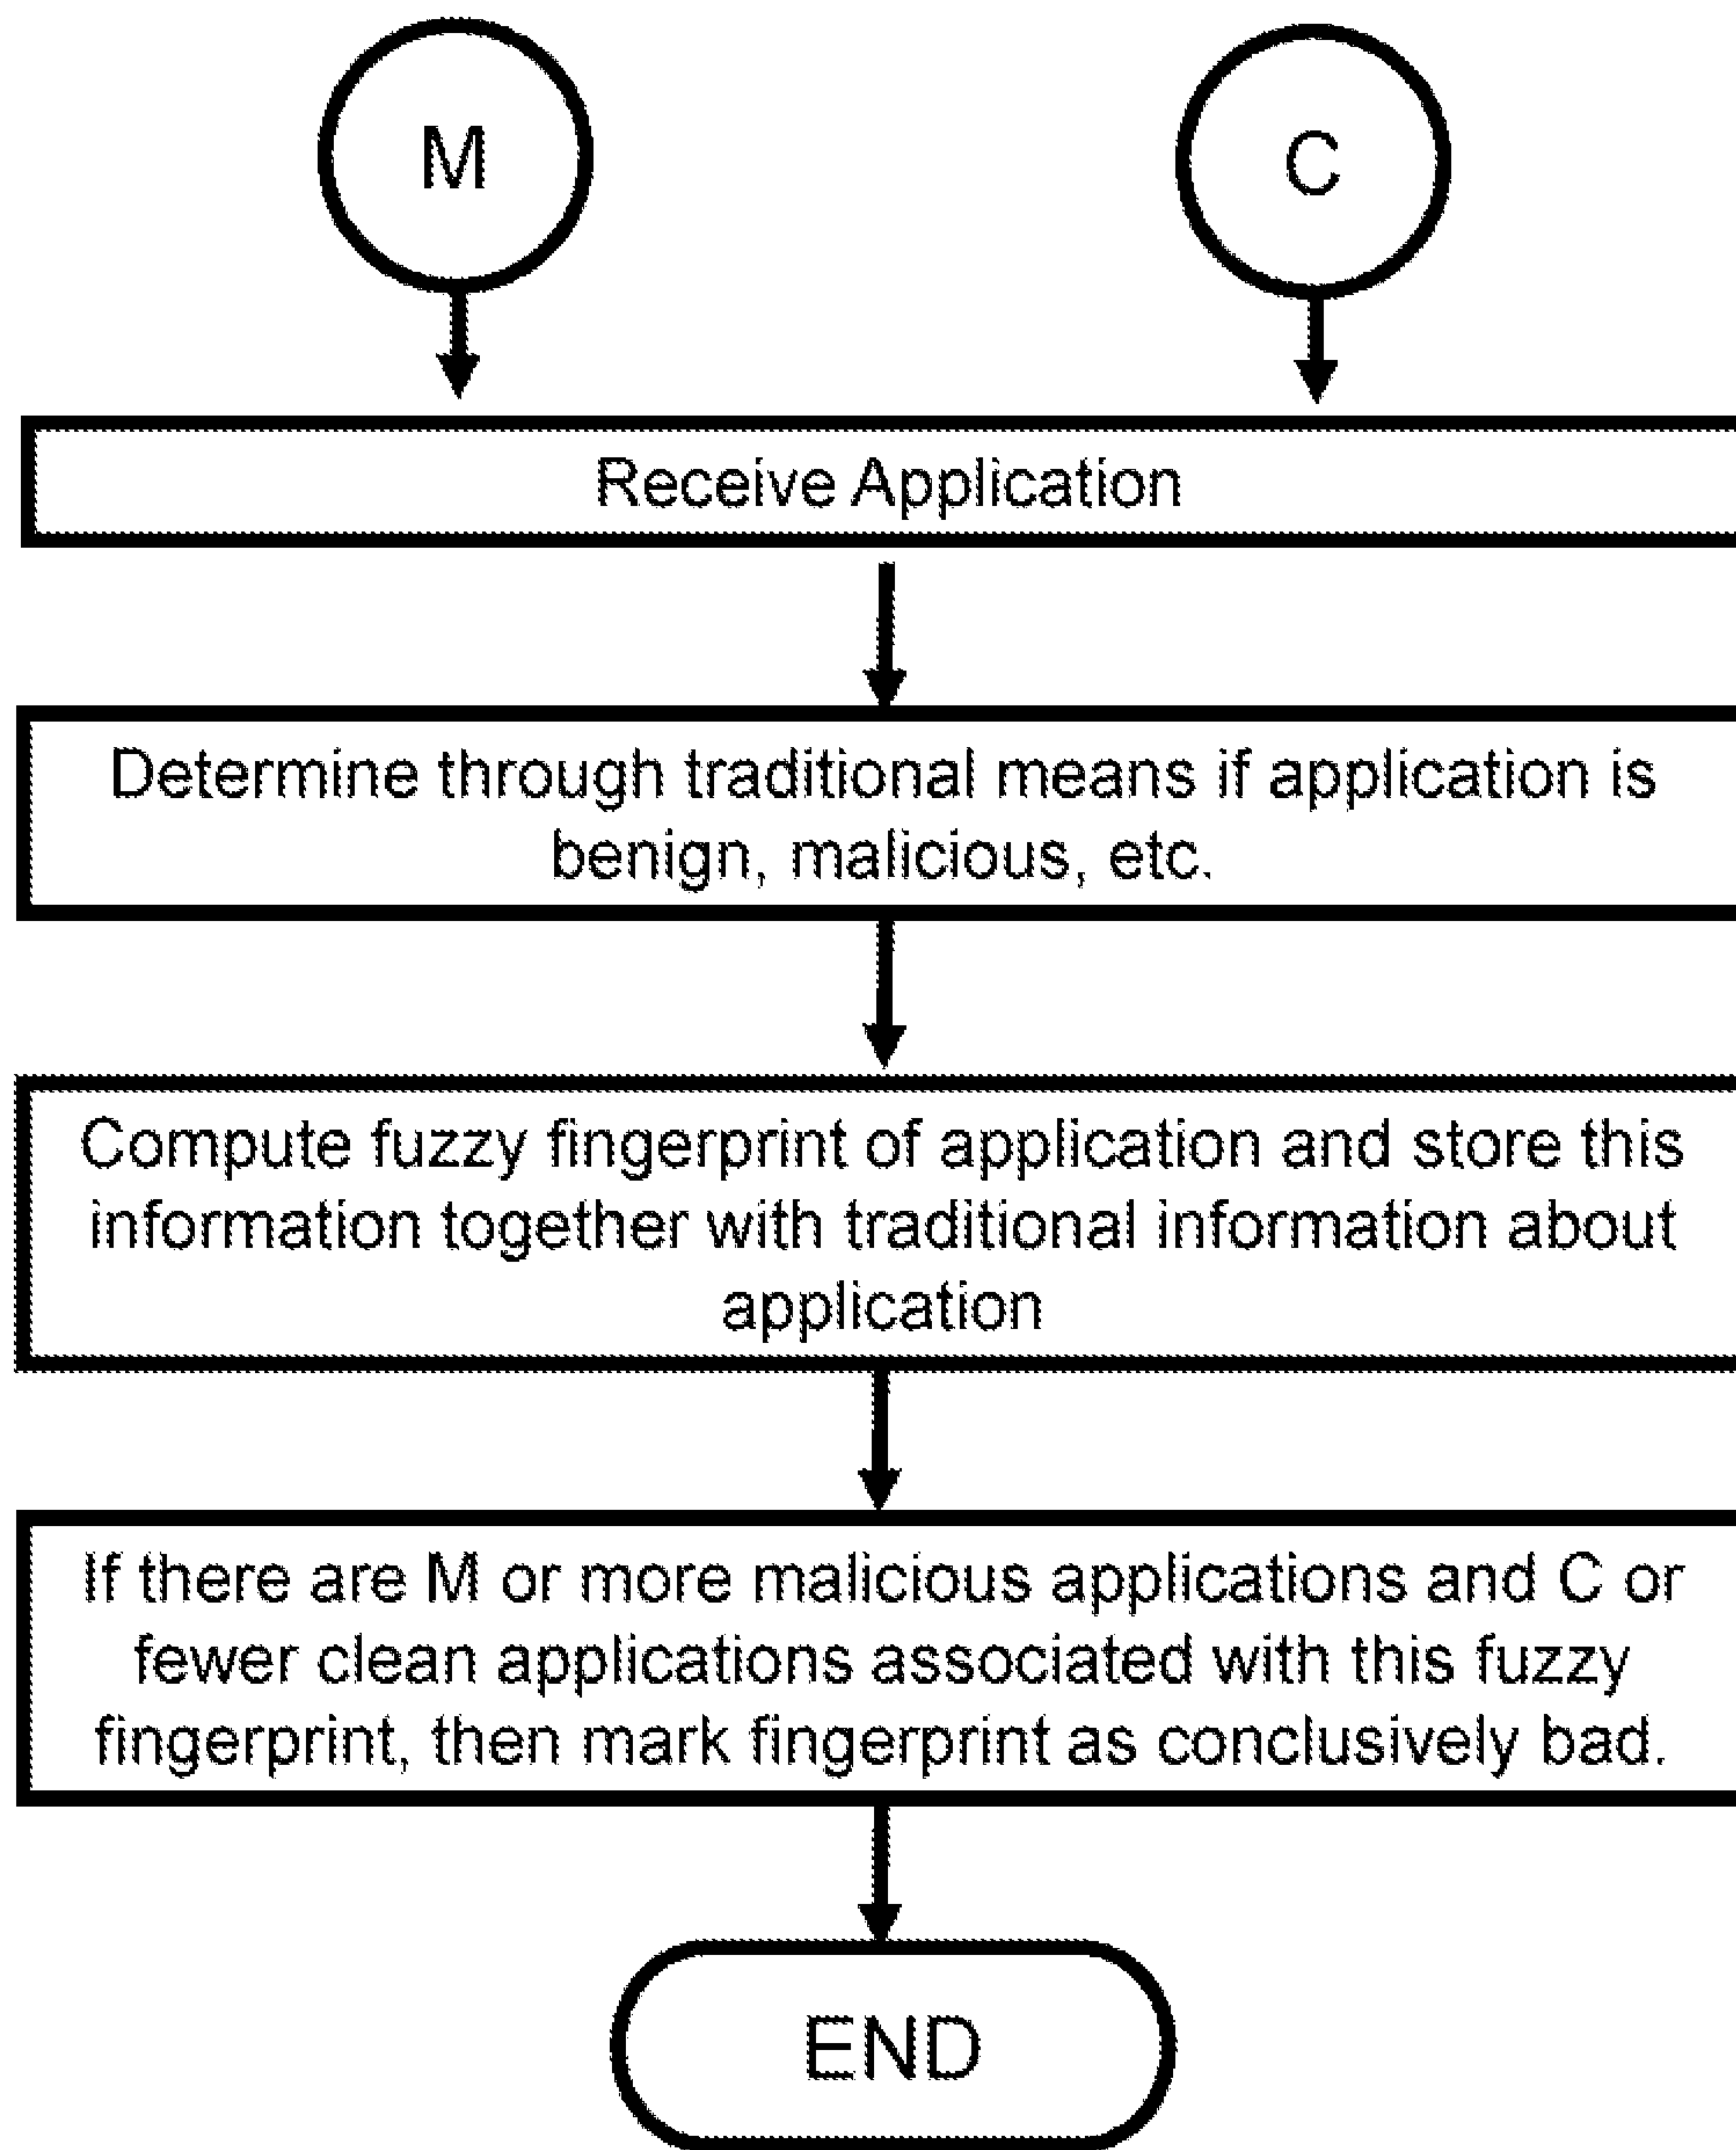 M
C
Receive Application
Determine through traditional means if application is
benign, malicious, etc.
Compute fuzzy fingerprint of application and store this
information together with traditional information about
application
If there are M or more malicious applications and C or
fewer clean applications associated with this fuzzy
fingerprint, then mark fingerprint as conclusively bad.
END